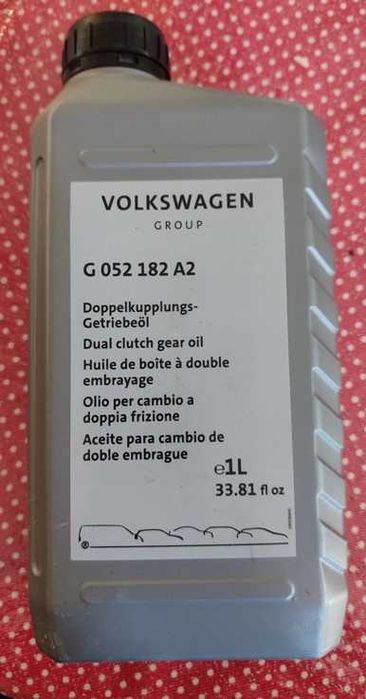 VOLKSWAGEN
GROUP
G 052 182 A2
Doppelkupplungs-
Getriebeöl
Dual clutch gear oil
Huile de boîte à double
embrayage
Olio per cambio a
doppia frizione
Aceite para cambio de
doble embrague
e1L
33.81 fl oz
®